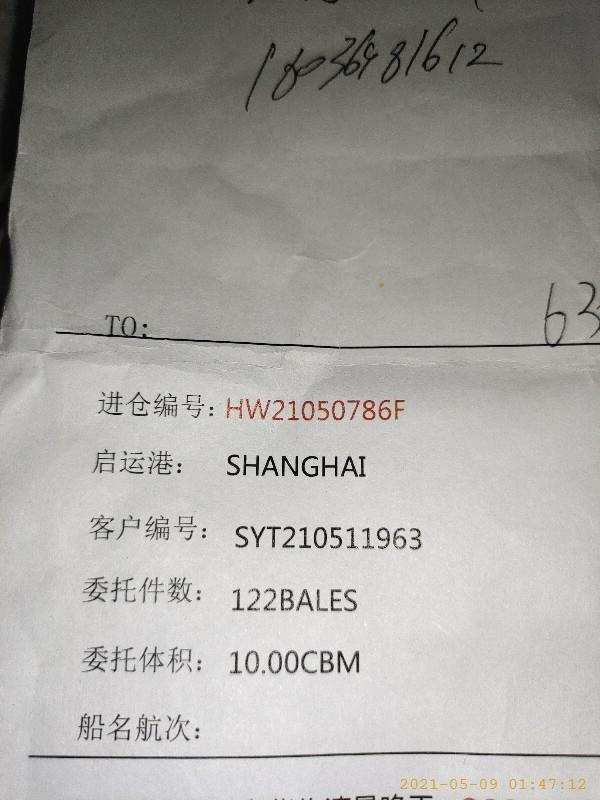 18036981612
TO:
63
进仓编号: HW21050786F
启运港: SHANGHAI
客户编号: SYT210511963
委托件数: 122BALES
委托体积: 10.00CBM
船名航次:
2021-05-09 01:47:12